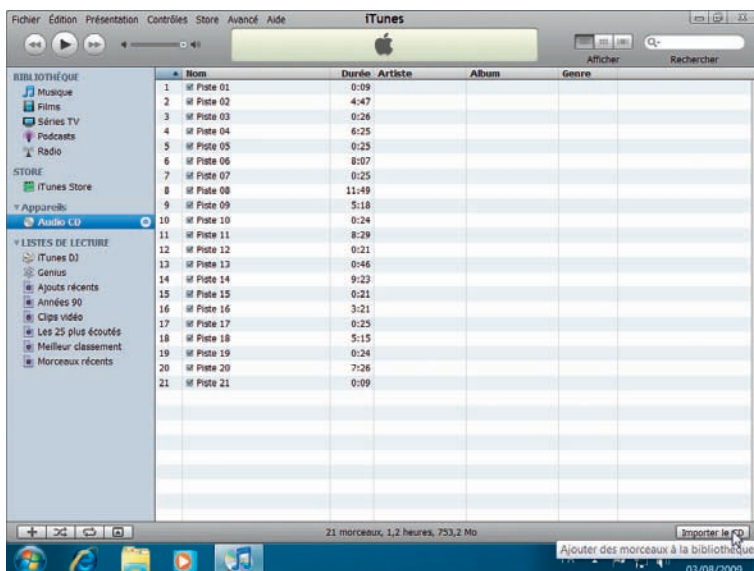 Fichier Édition Présentation Contrôles Store Avancé Aide
iTunes
Afficher
Rechercher
BIBLIOTHÈQUE
Musique
Films
Séries TV
Podcasts
Radio
STORE
iTunes Store
Appareils
Audio CD
LISTES DE LECTURE
iTunes DJ
Genius
Ajouts récents
Années 90
Clips vidéo
Les 25 plus écoutés
Meilleur classement
Morceaux récents
Nom Durée Artiste Album Genre
1 Piste 01 0:09
2 Piste 02 4:47
3 Piste 03 0:26
4 Piste 04 6:25
5 Piste 05 0:25
6 Piste 06 8:07
7 Piste 07 0:25
8 Piste 08 11:49
9 Piste 09 5:18
10 Piste 10 0:24
11 Piste 11 8:29
12 Piste 12 0:21
13 Piste 13 0:46
14 Piste 14 9:23
15 Piste 15 0:21
16 Piste 16 3:21
17 Piste 17 0:25
18 Piste 18 5:15
19 Piste 19 0:24
20 Piste 20 7:26
21 Piste 21 0:09
21 morceaux, 1,2 heures, 753,2 Mo
Importer le CD
Ajouter des morceaux à la bibliothèque
03/08/2009